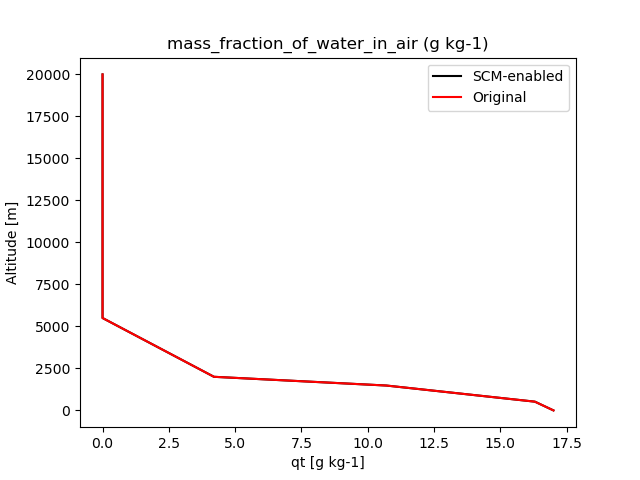 mass_fraction_of_water_in_air (g kg-1)
SCM-enabled
Original
Altitude [m]
20000
17500
15000
12500
10000
7500
5000
2500
0
0.0 2.5 5.0 7.5 10.0 12.5 15.0 17.5
qt [g kg-1]